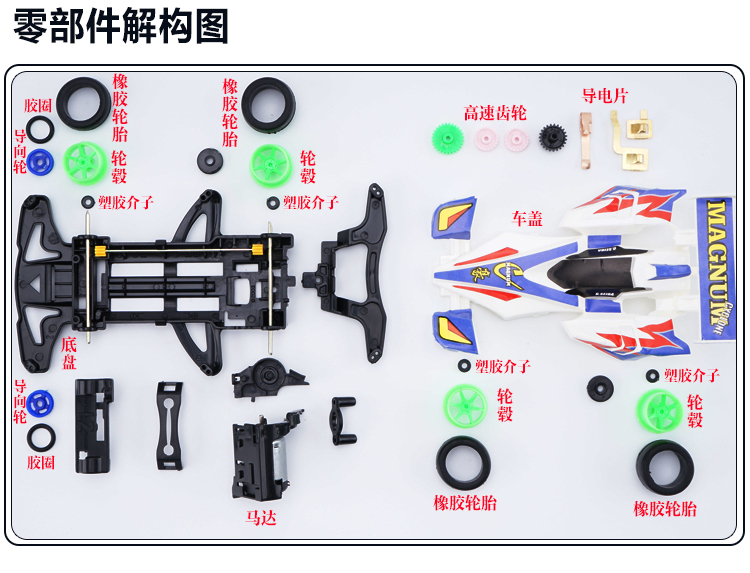 零部件解构图
胶圈
橡胶轮胎
橡胶轮胎
高速齿轮
导电片
导向轮
轮毂
轮毂
塑胶介子
塑胶介子
车盖
MAGNUM
CYCLONE
底盘
导向轮
胶圈
马达
塑胶介子
轮毂
橡胶轮胎
塑胶介子
轮毂
橡胶轮胎